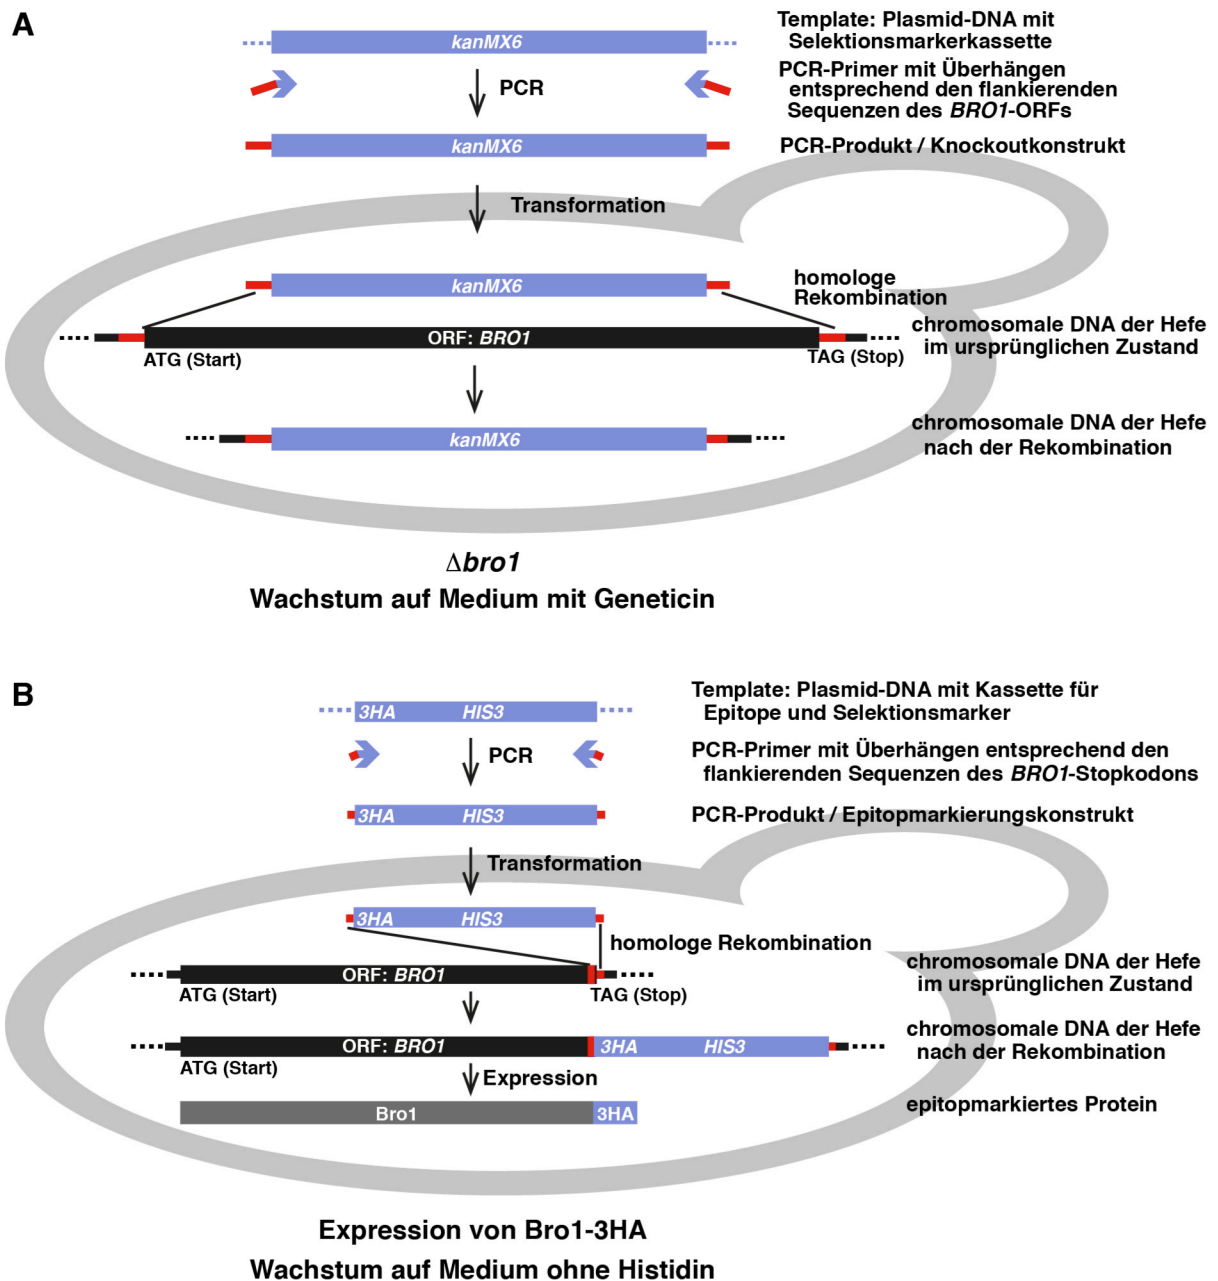 A
kanMX6
Template: Plasmid-DNA mit
Selektionsmarkerkassette
PCR
PCR-Primer mit Überhängen
entsprechend den flankierenden
Sequenzen des BRO1-ORFs
kanMX6
PCR-Produkt / Knockoutkonstrukt
Transformation
kanMX6
homologe
Rekombination
ORF: BRO1
ATG (Start)
TAG (Stop)
chromosomale DNA der Hefe
im ursprünglichen Zustand
kanMX6
chromosomale DNA der Hefe
nach der Rekombination
Δbro1
Wachstum auf Medium mit Geneticin
B
3HA HIS3
Template: Plasmid-DNA mit Kassette für
Epitope und Selektionsmarker
PCR
PCR-Primer mit Überhängen entsprechend den
flankierenden Sequenzen des BRO1-Stopkodons
3HA HIS3
PCR-Produkt / Epitopmarkierungskonstrukt
Transformation
3HA HIS3
homologe Rekombination
ORF: BRO1
ATG (Start)
TAG (Stop)
chromosomale DNA der Hefe
im ursprünglichen Zustand
ORF: BRO1 3HA HIS3
ATG (Start)
chromosomale DNA der Hefe
nach der Rekombination
Expression
Bro1 3HA
epitopmarkiertes Protein
Expression von Bro1-3HA
Wachstum auf Medium ohne Histidin